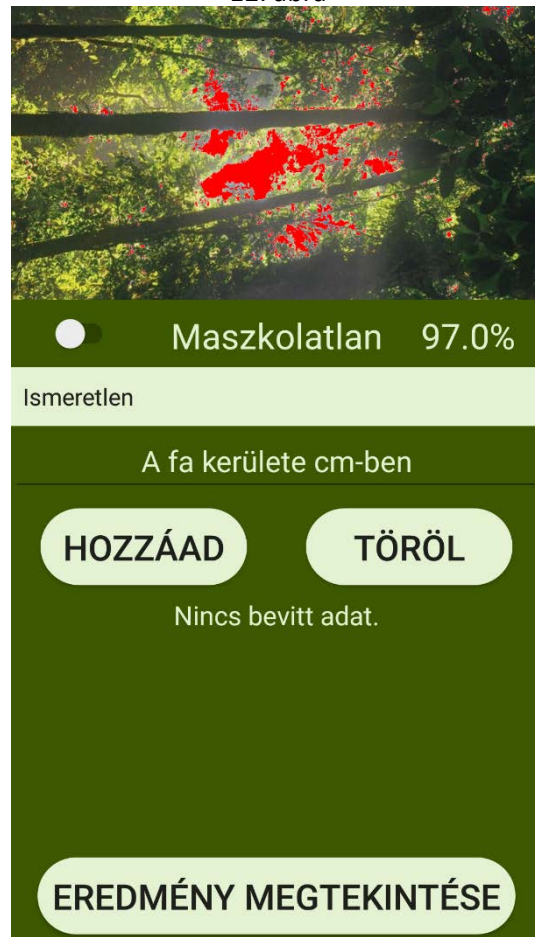 Maszkolatlan 97.0%
Ismeretlen
A fa kerülete cm-ben
HOZZÁAD TÖRÖL
Nincs bevitt adat.
EREDMÉNY MEGTEKINTÉSE